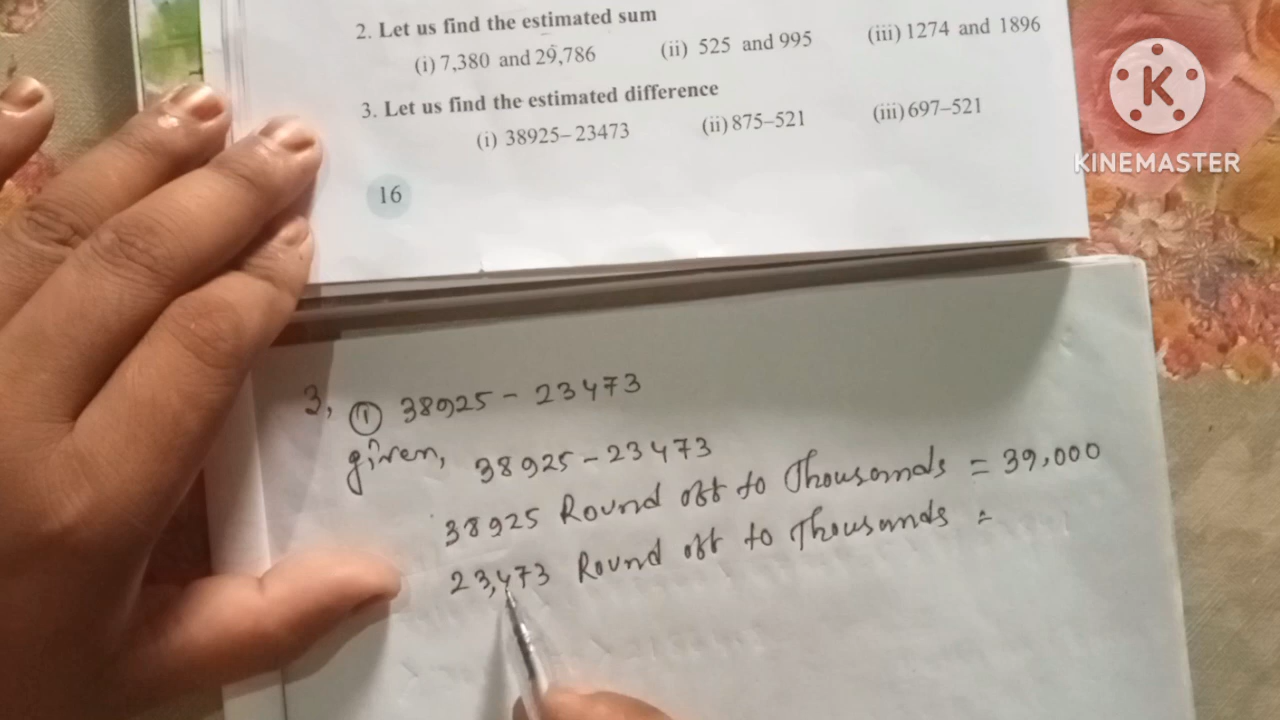 2. Let us find the estimated sum
(i) 7,380 and 29,786 (ii) 525 and 995 (iii) 1274 and 1896
3. Let us find the estimated difference
(i) 38925–23473 (ii) 875–521 (iii) 697–521
16
K
KINEMASTER
3, (1) 38925 - 23473
given, 38925 - 23473
38925 Round off to Thousands = 39,000
23,473 Round off to Thousands =